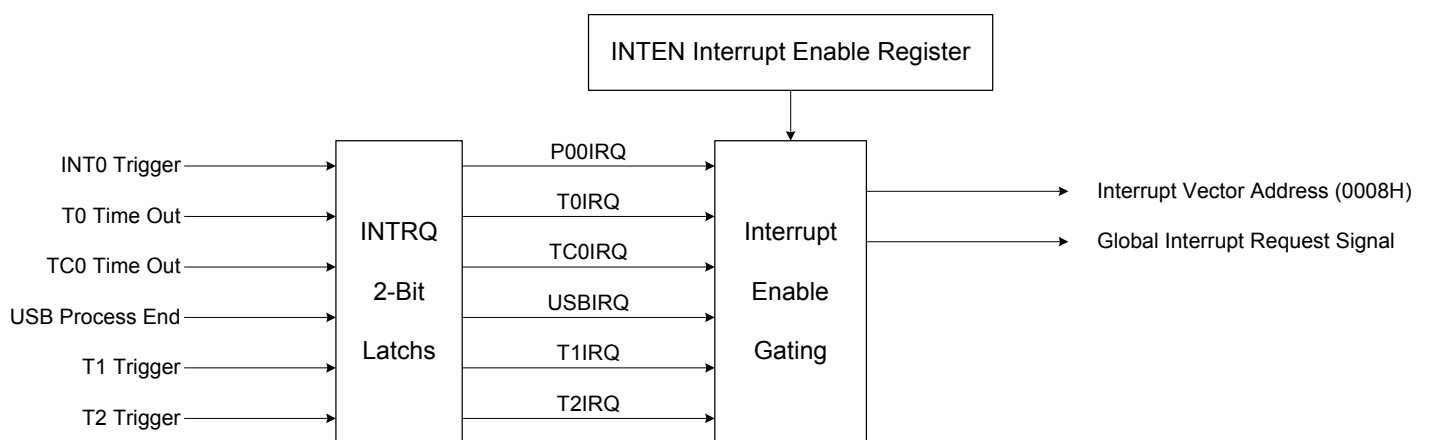 INTEN Interrupt Enable Register
INT0 Trigger
T0 Time Out
TC0 Time Out
USB Process End
T1 Trigger
T2 Trigger
INTRQ
2-Bit
Latchs
P00IRQ
T0IRQ
TC0IRQ
USBIRQ
T1IRQ
T2IRQ
Interrupt
Enable
Gating
Interrupt Vector Address (0008H)
Global Interrupt Request Signal